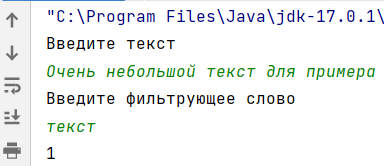 "C:\Program Files\Java\jdk-17.0.1\
Введите текст
Очень небольшой текст для примера
Введите фильтрующее слово
текст
1